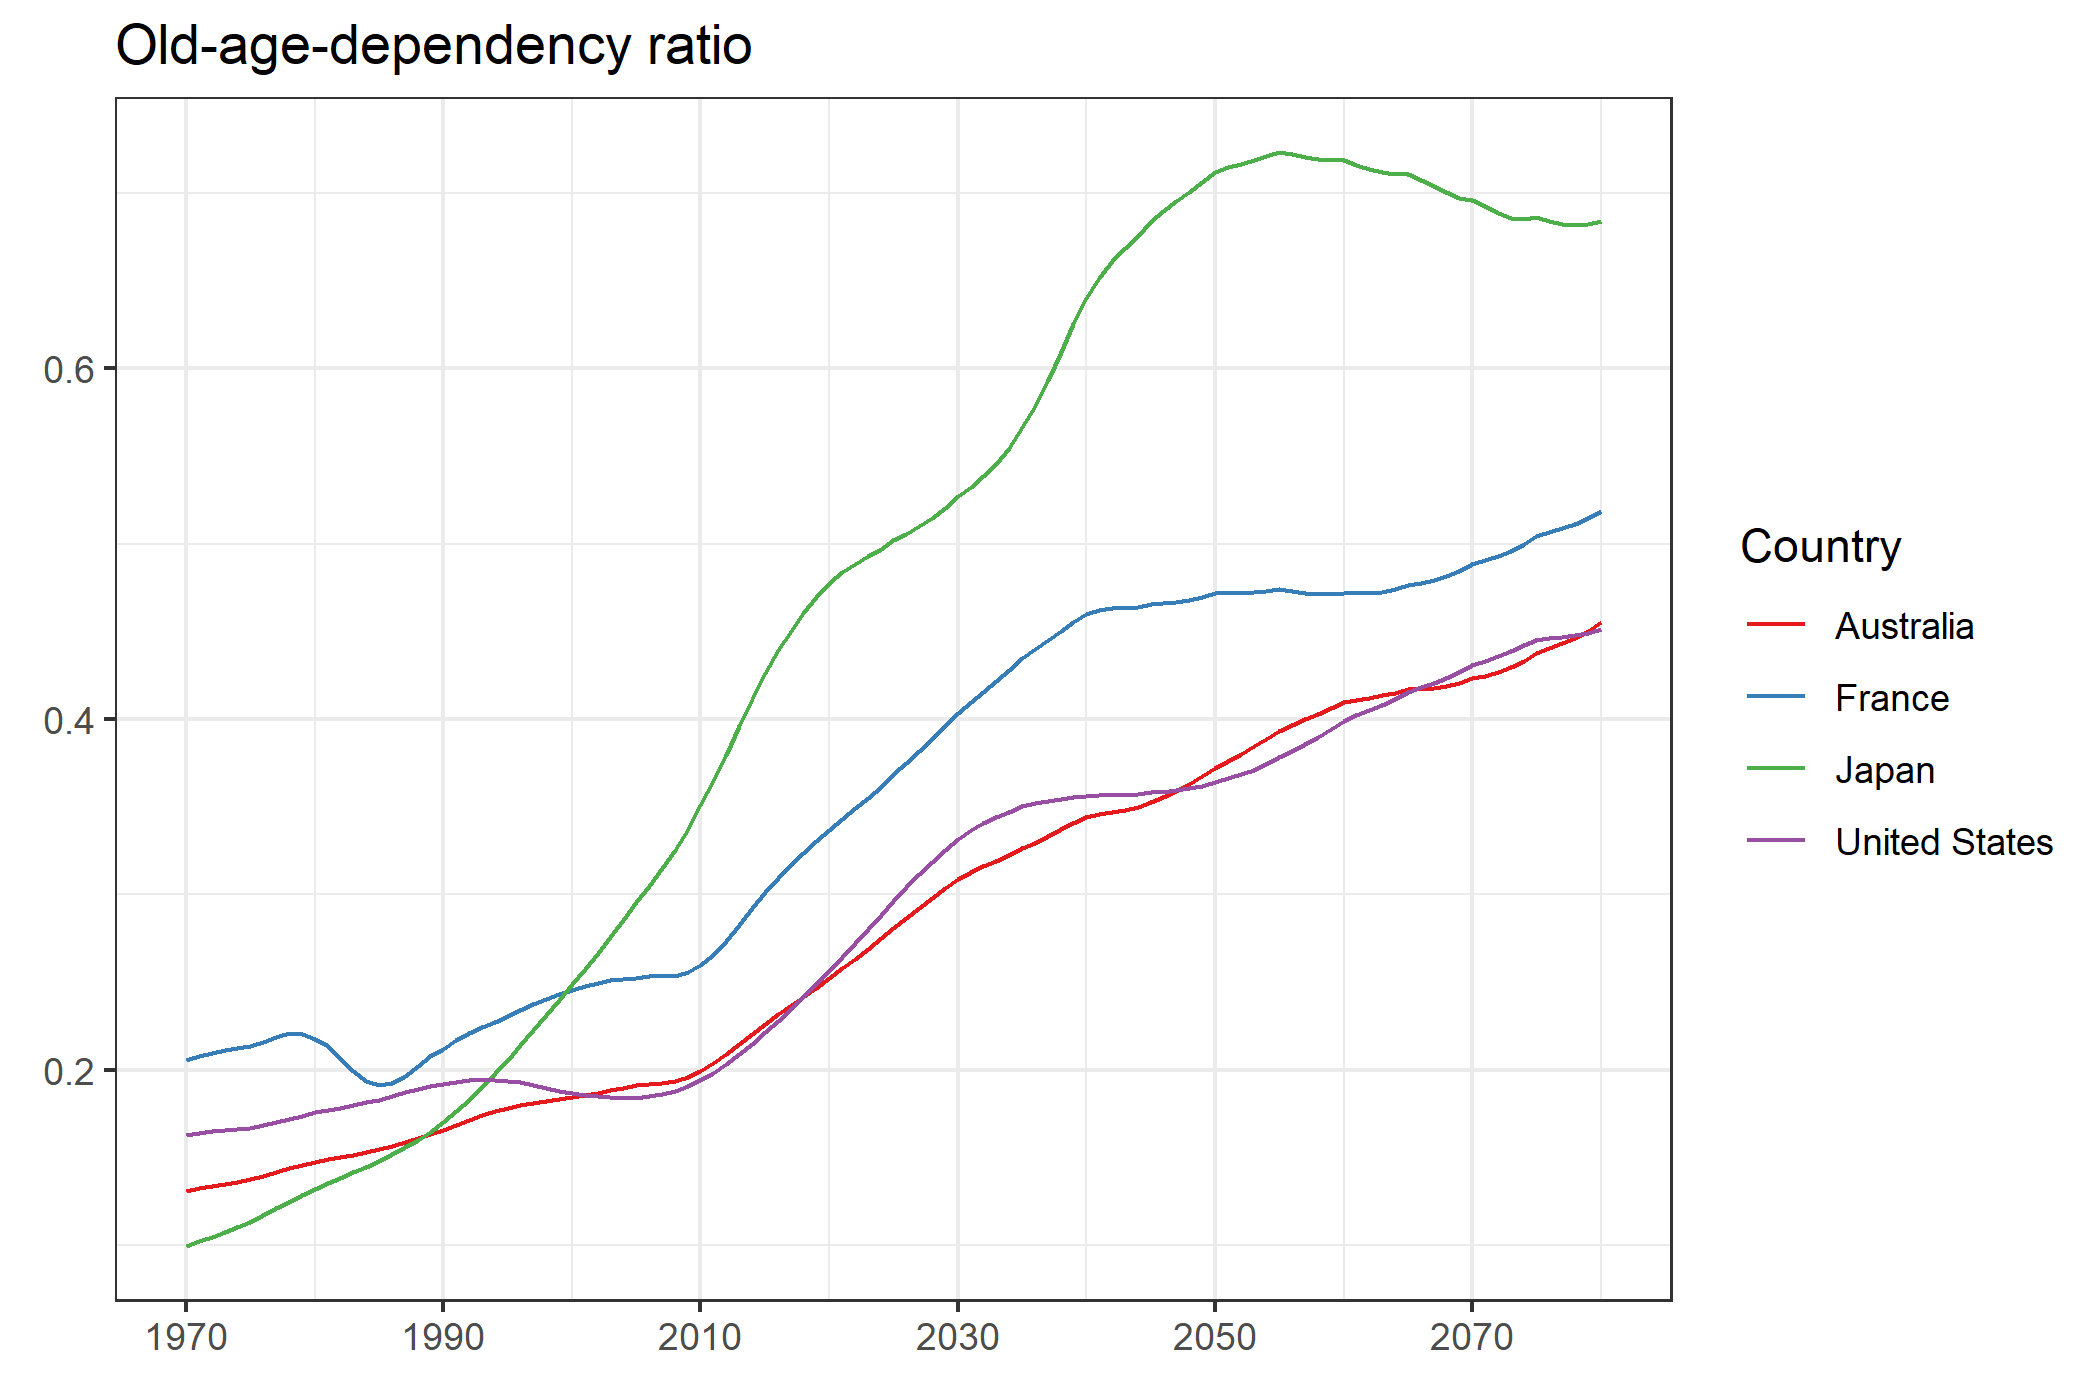 Old-age-dependency ratio
0.6
0.4
0.2
1970 1990 2010 2030 2050 2070
Country
Australia
France
Japan
United States